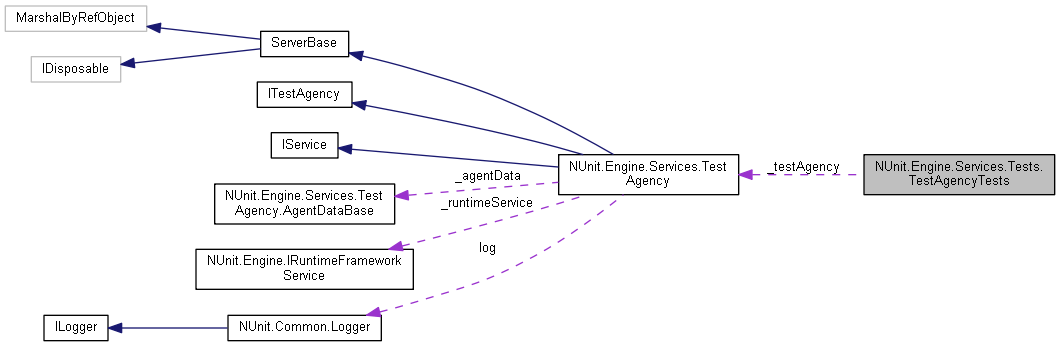 MarshalByRefObject
ServerBase
IDisposable
ITestAgency
IService
NUnit.Engine.Services.Test
Agency
_testAgency
NUnit.Engine.Services.Tests.
TestAgencyTests
_agentData
NUnit.Engine.Services.Test
Agency.AgentDataBase
_runtimeService
NUnit.Engine.IRuntimeFramework
Service
log
ILogger
NUnit.Common.Logger